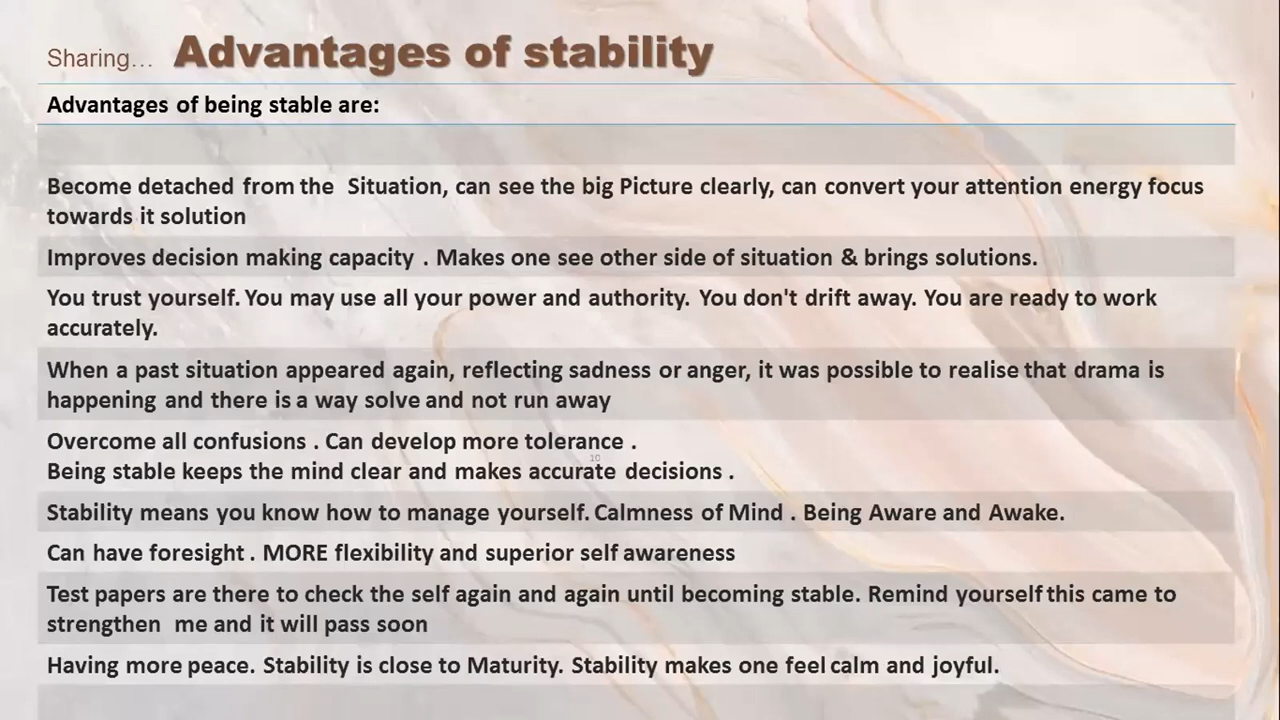 Sharing... Advantages of stability
Advantages of being stable are:
Become detached from the Situation, can see the big Picture clearly, can convert your attention energy focus
towards it solution
Improves decision making capacity . Makes one see other side of situation & brings solutions.
You trust yourself. You may use all your power and authority. You don't drift away. You are ready to work
accurately.
When a past situation appeared again, reflecting sadness or anger, it was possible to realise that drama is
happening and there is a way solve and not run away
Overcome all confusions . Can develop more tolerance .
10
Being stable keeps the mind clear and makes accurate decisions .
Stability means you know how to manage yourself. Calmness of Mind . Being Aware and Awake.
Can have foresight . MORE flexibility and superior self awareness
Test papers are there to check the self again and again until becoming stable. Remind yourself this came to
strengthen me and it will pass soon
Having more peace. Stability is close to Maturity. Stability makes one feel calm and joyful.